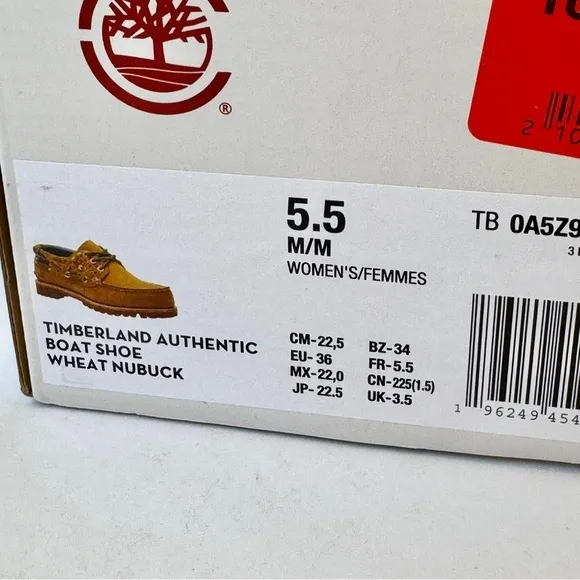 ®
5.5
M/M
WOMEN'S/FEMMES
TB 0A5Z9
TIMBERLAND AUTHENTIC
BOAT SHOE
WHEAT NUBUCK
CM-22,5 BZ-34
EU-36 FR-5.5
MX-22,0 CN-225(1.5)
JP-22.5 UK-3.5
1 96249 454
2 10